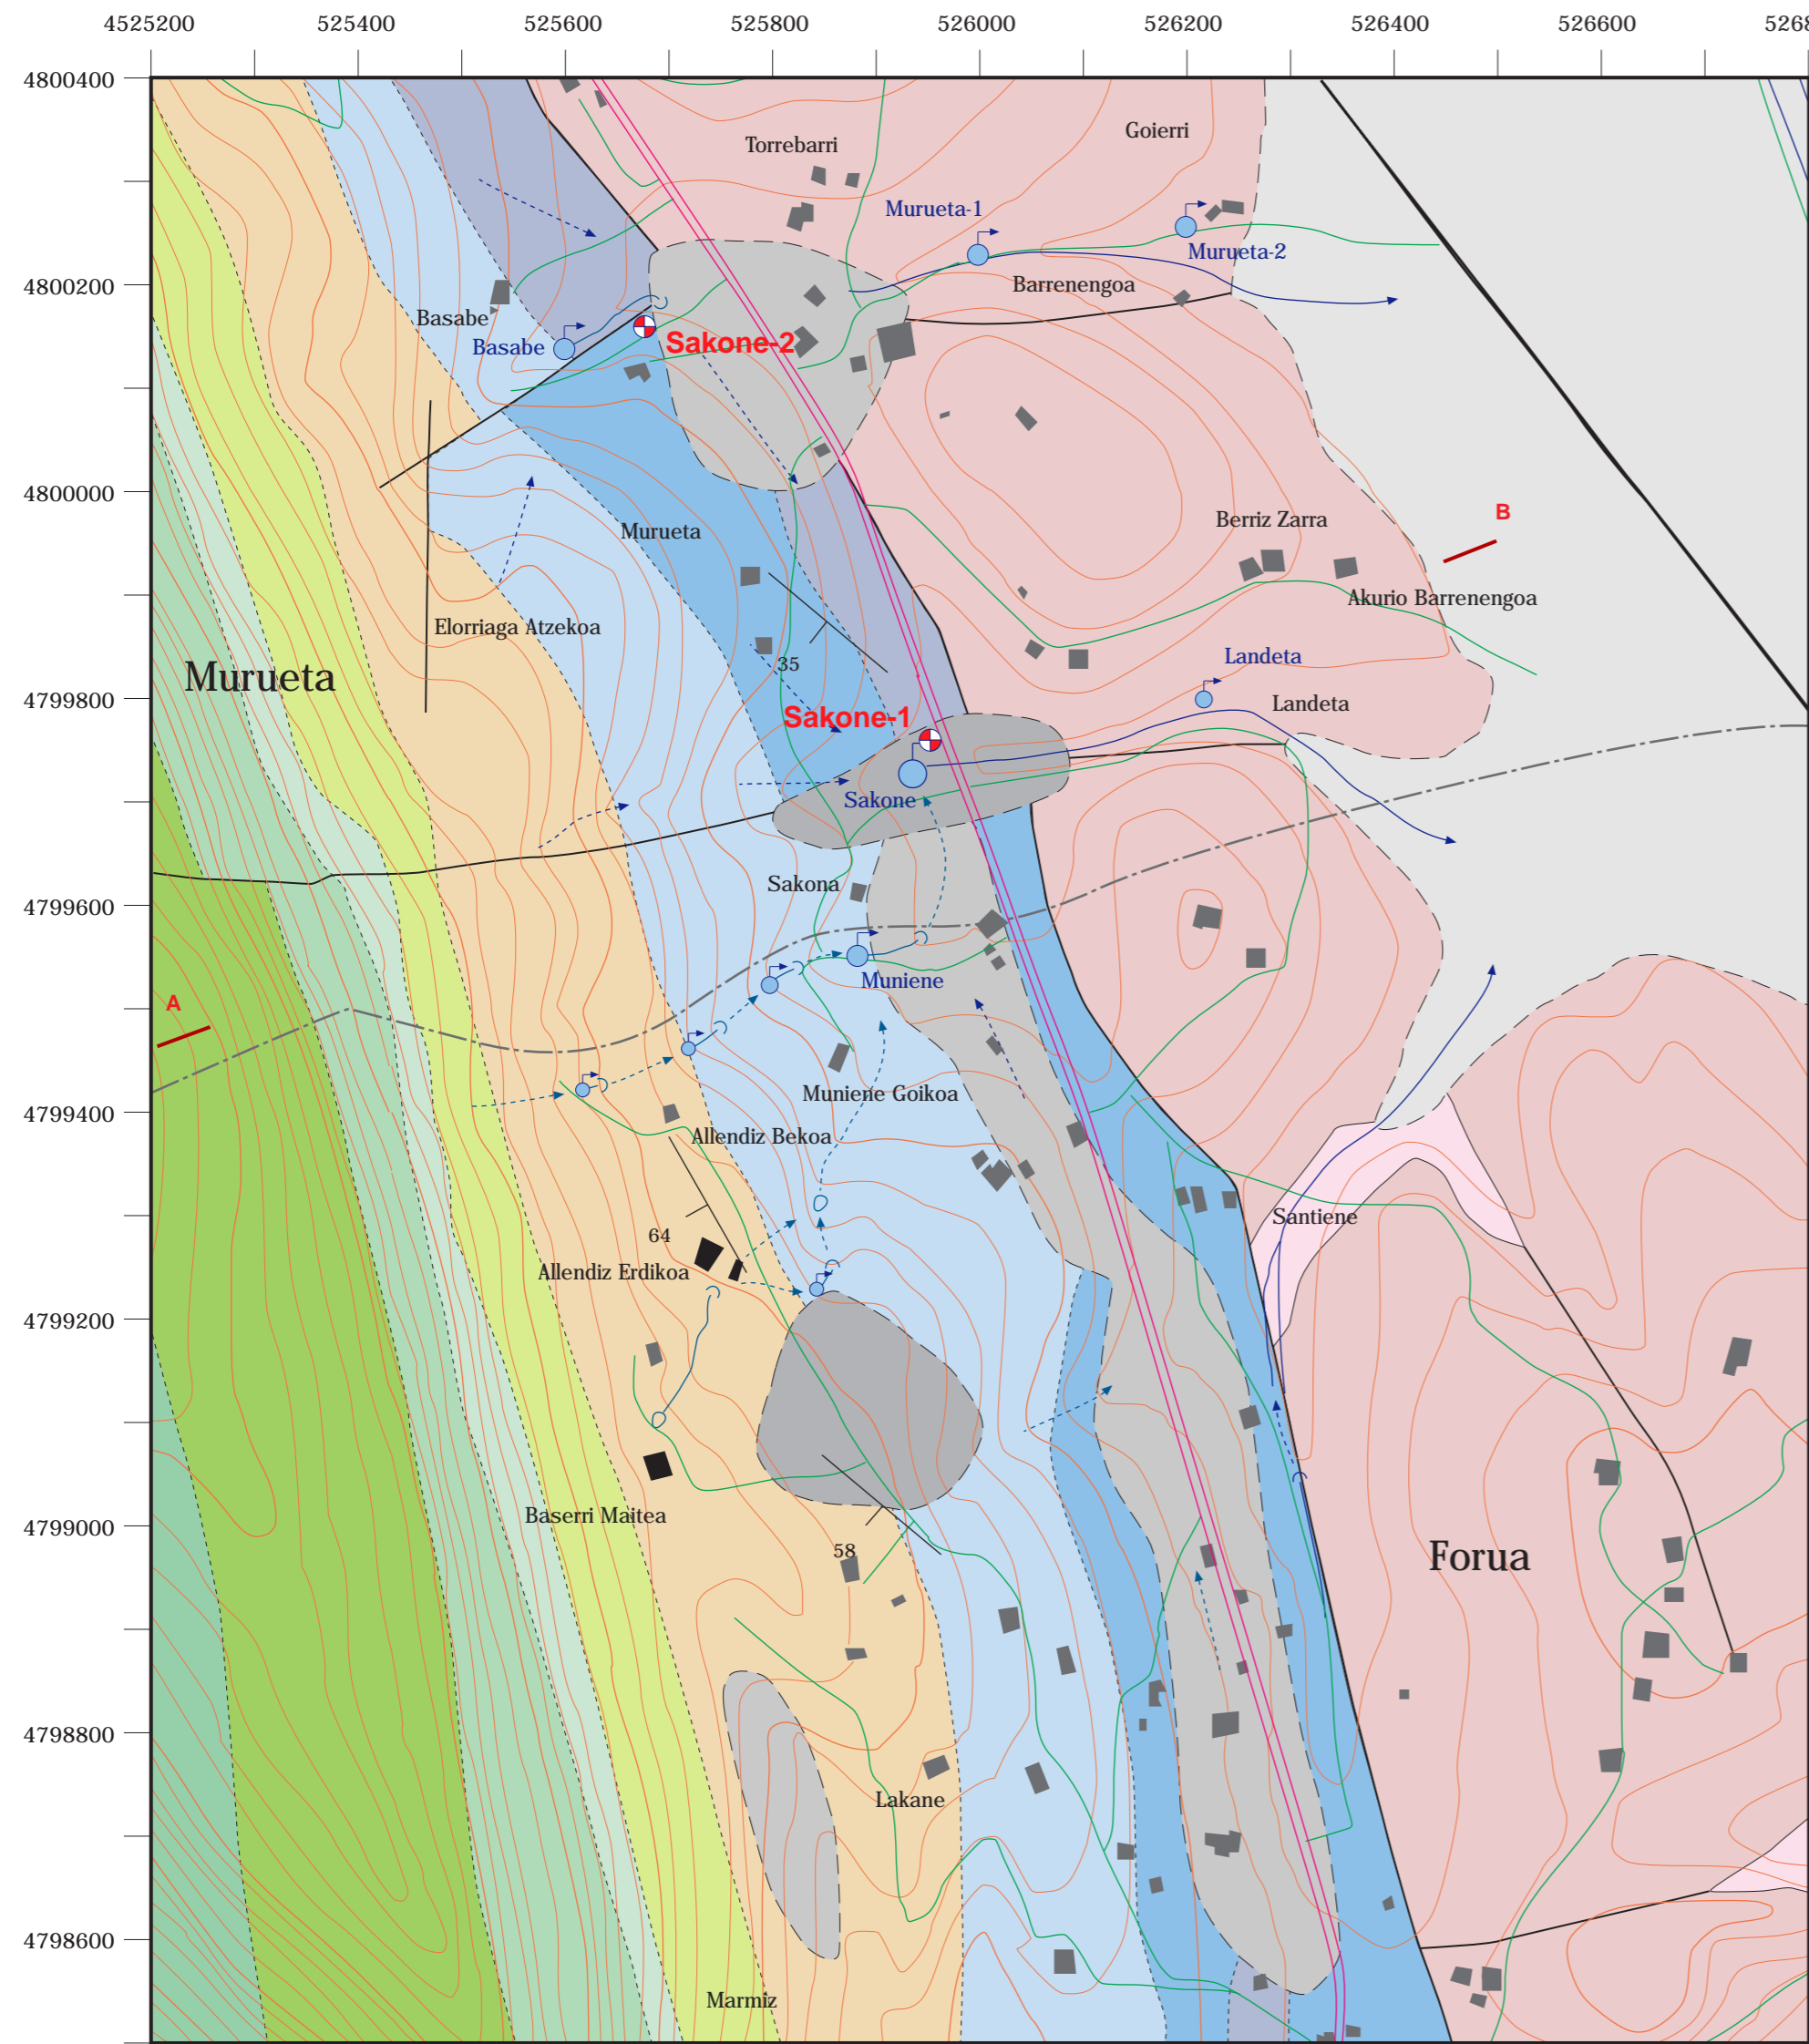 4525200 525400 525600 525800 526000 526200 526400 526600 5268
4800400
Goierri
Torrebarri
Murueta-1
Murueta-2
4800200
Barrenengoa
Basabe
Sakone-2
Basabe
4800000
B
Berriz Zarra
Murueta
Akurio Barrenengoa
Elorriaga Atzekoa
Landeta
35
Murueta
4799800
Landeta
Sakone-1
Sakone
Sakona
4799600
Muniene
A
Muniene Goikoa
4799400
Allendiz Bekoa
Santiene
64
Allendiz Erdikoa
4799200
Baserri Maitea
4799000
58
Forua
4798800
Lakane
4798600
Marmiz